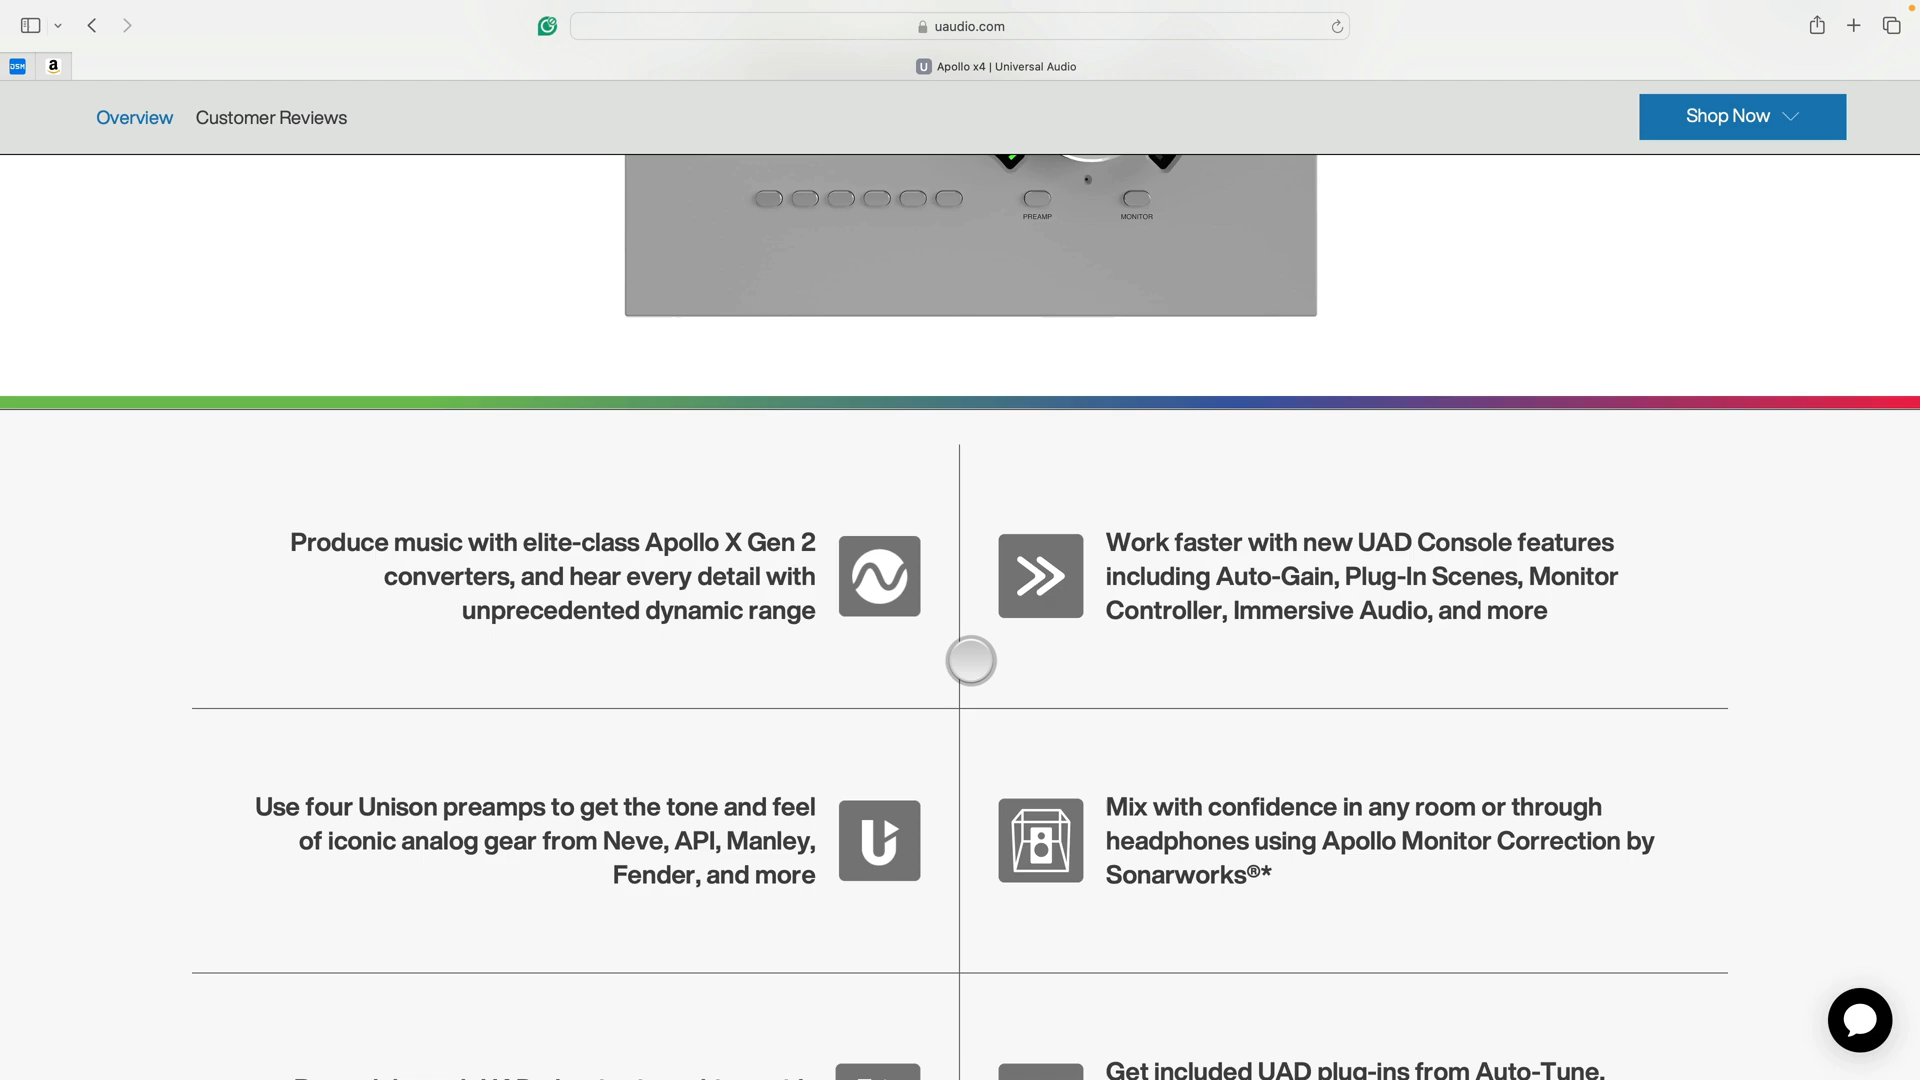 uaudio.com
DSM
a
U Apollo x4 | Universal Audio
Overview Customer Reviews
Shop Now
PREAMP MONITOR
Produce music with elite-class Apollo X Gen 2
converters, and hear every detail with
unprecedented dynamic range
Work faster with new UAD Console features
including Auto-Gain, Plug-In Scenes, Monitor
Controller, Immersive Audio, and more
Use four Unison preamps to get the tone and feel
of iconic analog gear from Neve, API, Manley,
Fender, and more
Mix with confidence in any room or through
headphones using Apollo Monitor Correction by
Sonarworks®*
Get included UAD plug-ins from Auto-Tune,